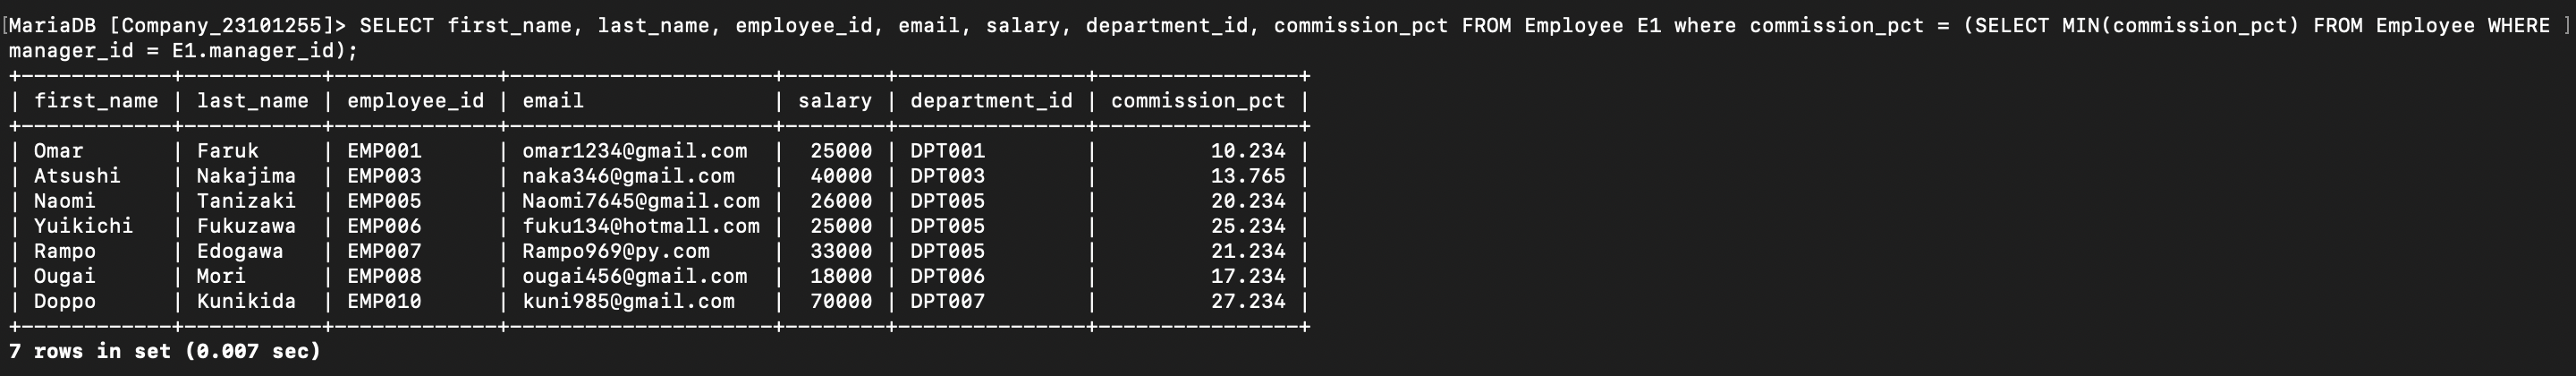 [MariaDB [Company_23101255]> SELECT first_name, last_name, employee_id, email, salary, department_id, commission_pct FROM Employee E1 where commission_pct = (SELECT MIN(commission_pct) FROM Employee WHERE ]
manager_id = E1.manager_id);
+------------+-----------+-------------+--------------------+--------+---------------+----------------+
| first_name | last_name | employee_id | email              | salary | department_id | commission_pct |
+------------+-----------+-------------+--------------------+--------+---------------+----------------+
| Omar       | Faruk     | EMP001      | omar1234@gmail.com |  25000 | DPT001        |         10.234 |
| Atsushi    | Nakajima  | EMP003      | naka346@gmail.com  |  40000 | DPT003        |         13.765 |
| Naomi      | Tanizaki  | EMP005      | Naomi7645@gmail.com |  26000 | DPT005        |         20.234 |
| Yuikichi   | Fukuzawa  | EMP006      | fuku134@hotmall.com |  25000 | DPT005        |         25.234 |
| Rampo      | Edogawa   | EMP007      | Rampo969@py.com    |  33000 | DPT005        |         21.234 |
| Ougai      | Mori      | EMP008      | ougai456@gmail.com |  18000 | DPT006        |         17.234 |
| Doppo      | Kunikida  | EMP010      | kuni985@gmail.com  |  70000 | DPT007        |         27.234 |
+------------+-----------+-------------+--------------------+--------+---------------+----------------+
7 rows in set (0.007 sec)